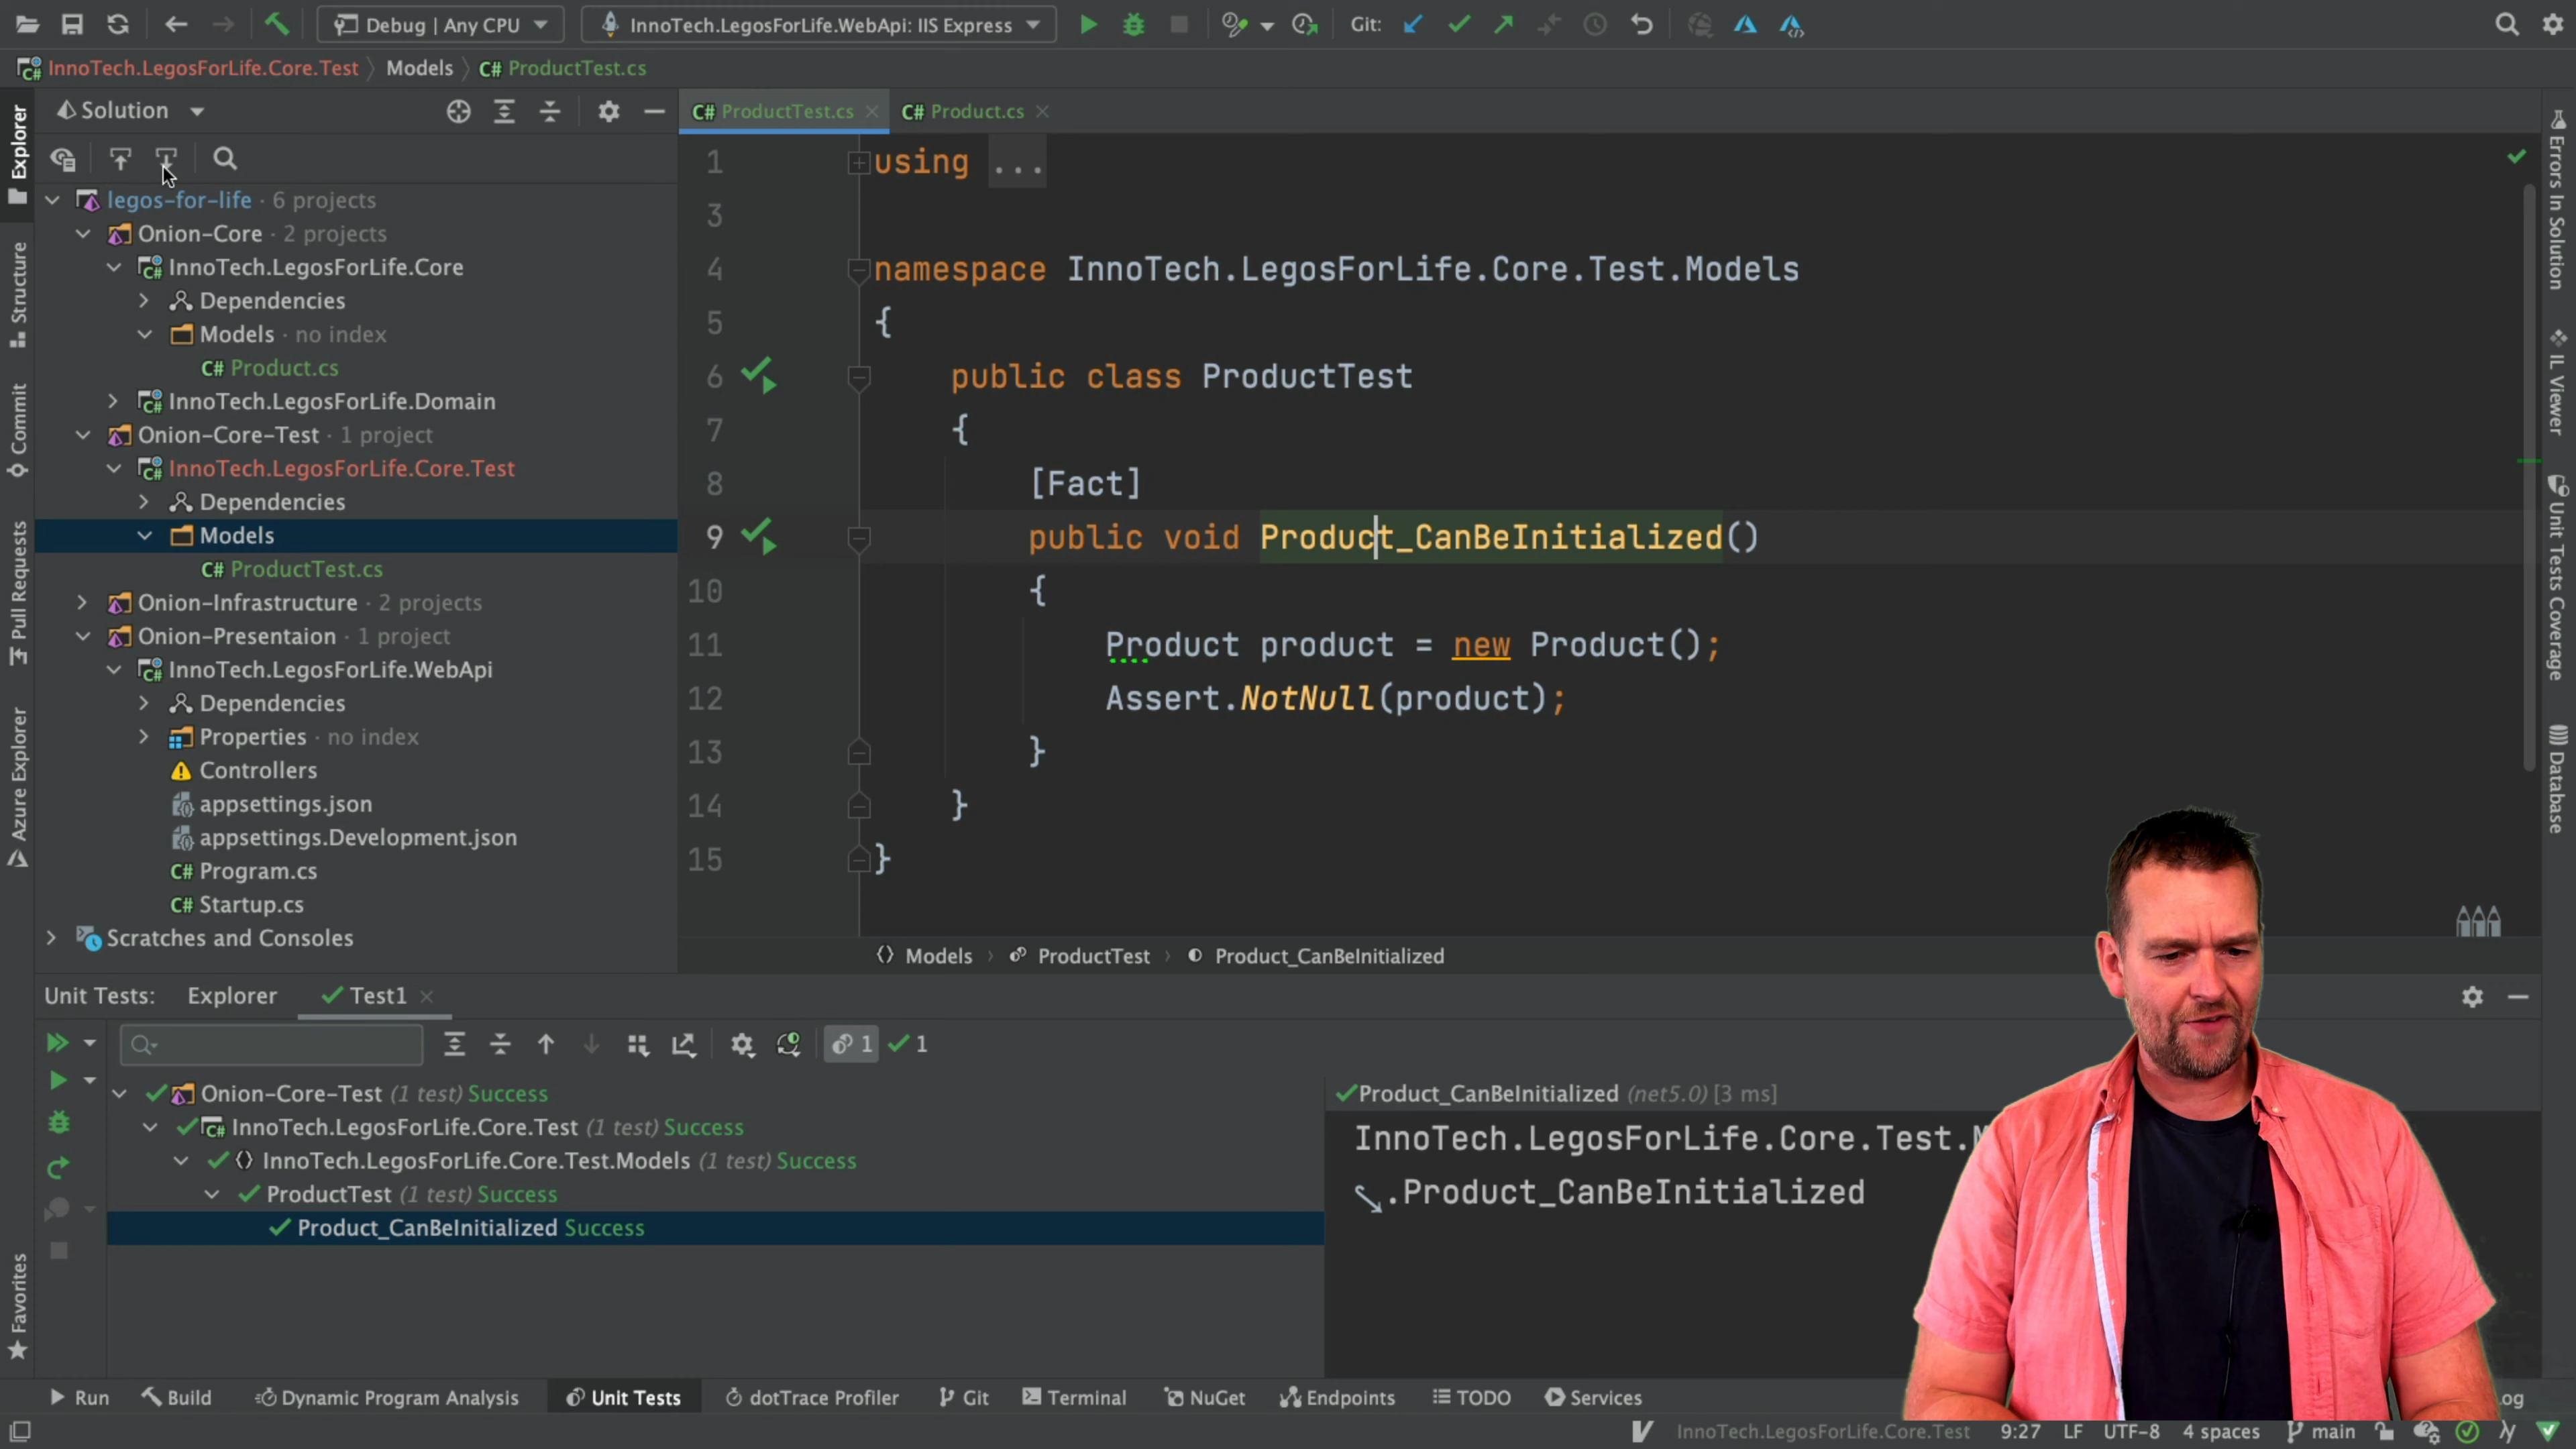 Debug | Any CPU
InnoTech.LegosForLife.WebApi: IIS Express
Git:
InnoTech.LegosForLife.Core.Test
Models
C# ProductTest.cs
Explorer
Structure
Commit
Pull Requests
Azure Explorer
Favorites
Solution
legos-for-life · 6 projects
Onion-Core · 2 projects
InnoTech.LegosForLife.Core
Dependencies
Models · no index
C# Product.cs
InnoTech.LegosForLife.Domain
Onion-Core-Test · 1 project
InnoTech.LegosForLife.Core.Test
Dependencies
Models
C# ProductTest.cs
Onion-Infrastructure · 2 projects
Onion-Presentaion · 1 project
InnoTech.LegosForLife.WebApi
Dependencies
Properties · no index
Controllers
appsettings.json
appsettings.Development.json
C# Program.cs
C# Startup.cs
Scratches and Consoles
C# ProductTest.cs
C# Product.cs
1 using ...
3
4 namespace InnoTech.LegosForLife.Core.Test.Models
5 {
6 public class ProductTest
7 {
8 [Fact]
9 public void Product_CanBeInitialized()
10 {
11 Product product = new Product();
12 Assert.NotNull(product);
13 }
14 }
15 }
Models
ProductTest
Product_CanBeInitialized
Errors In Solution
IL Viewer
Unit Tests Coverage
Database
Unit Tests:
Explorer
Test1
1
1
Onion-Core-Test (1 test) Success
InnoTech.LegosForLife.Core.Test (1 test) Success
InnoTech.LegosForLife.Core.Test.Models (1 test) Success
ProductTest (1 test) Success
Product_CanBeInitialized Success
Product_CanBeInitialized (net5.0) [3 ms]
InnoTech.LegosForLife.Core.Test.
.Product_CanBeInitialized
Run
Build
Dynamic Program Analysis
Unit Tests
dotTrace Profiler
Git
Terminal
NuGet
Endpoints
TODO
Services
InnoTech.LegosForLife.Core.Test
9:27
LF
UTF-8
4 spaces
main